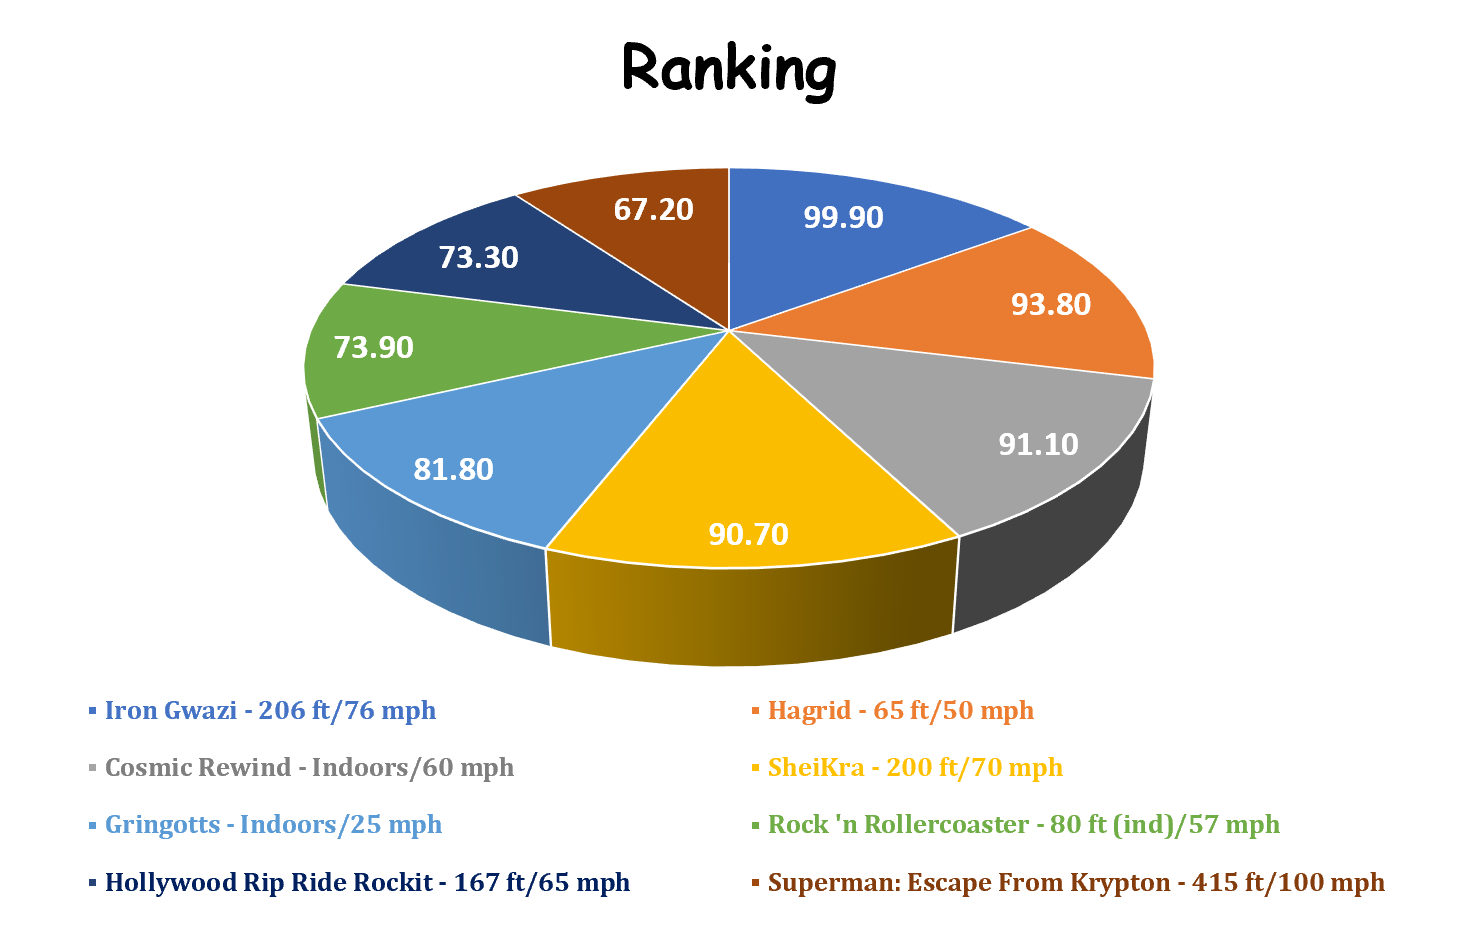 Ranking
67.20
99.90
73.30
93.80
73.90
91.10
81.80
90.70
Iron Gwazi - 206 ft/76 mph
Hagrid - 65 ft/50 mph
Cosmic Rewind - Indoors/60 mph
SheiKra - 200 ft/70 mph
Gringotts - Indoors/25 mph
Rock 'n Rollercoaster - 80 ft (ind)/57 mph
Hollywood Rip Ride Rockit - 167 ft/65 mph
Superman: Escape From Krypton - 415 ft/100 mph